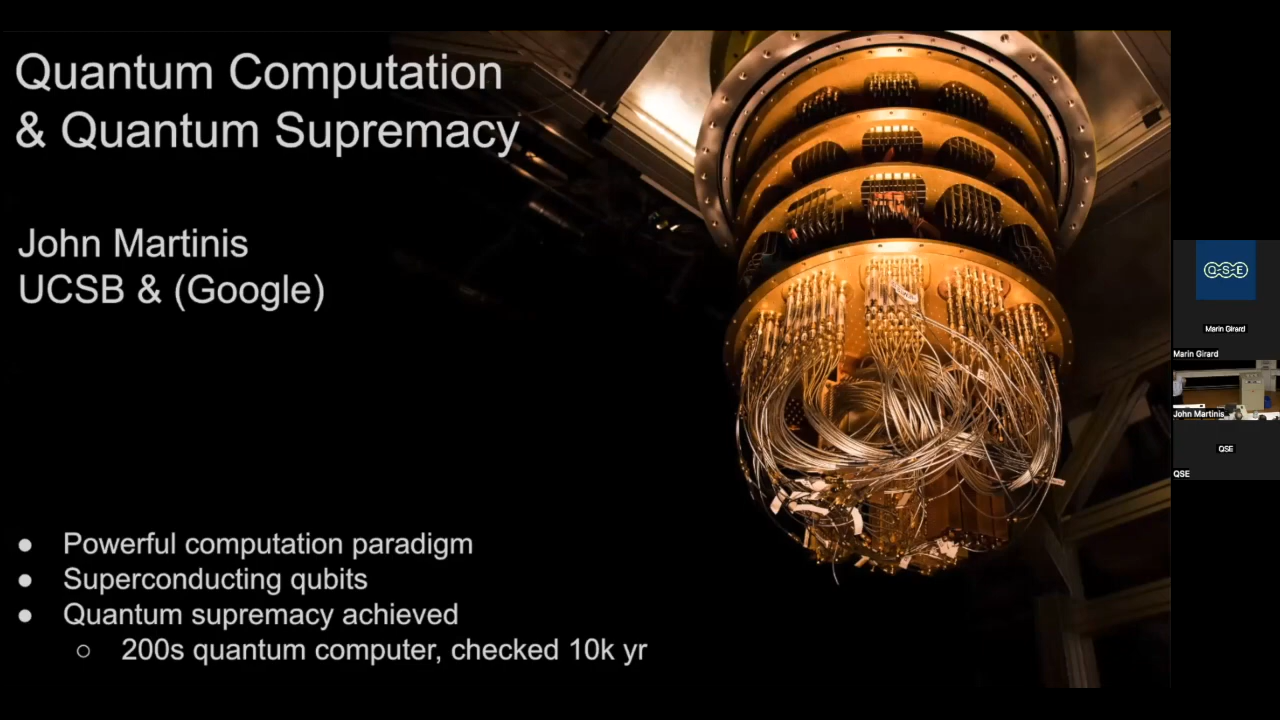 Quantum Computation
& Quantum Supremacy
John Martinis
UCSB & (Google)
● Powerful computation paradigm
● Superconducting qubits
● Quantum supremacy achieved
○ 200s quantum computer, checked 10k yr
QSE
Marin Girard
Marin Girard
John Martinis
QSE
QSE